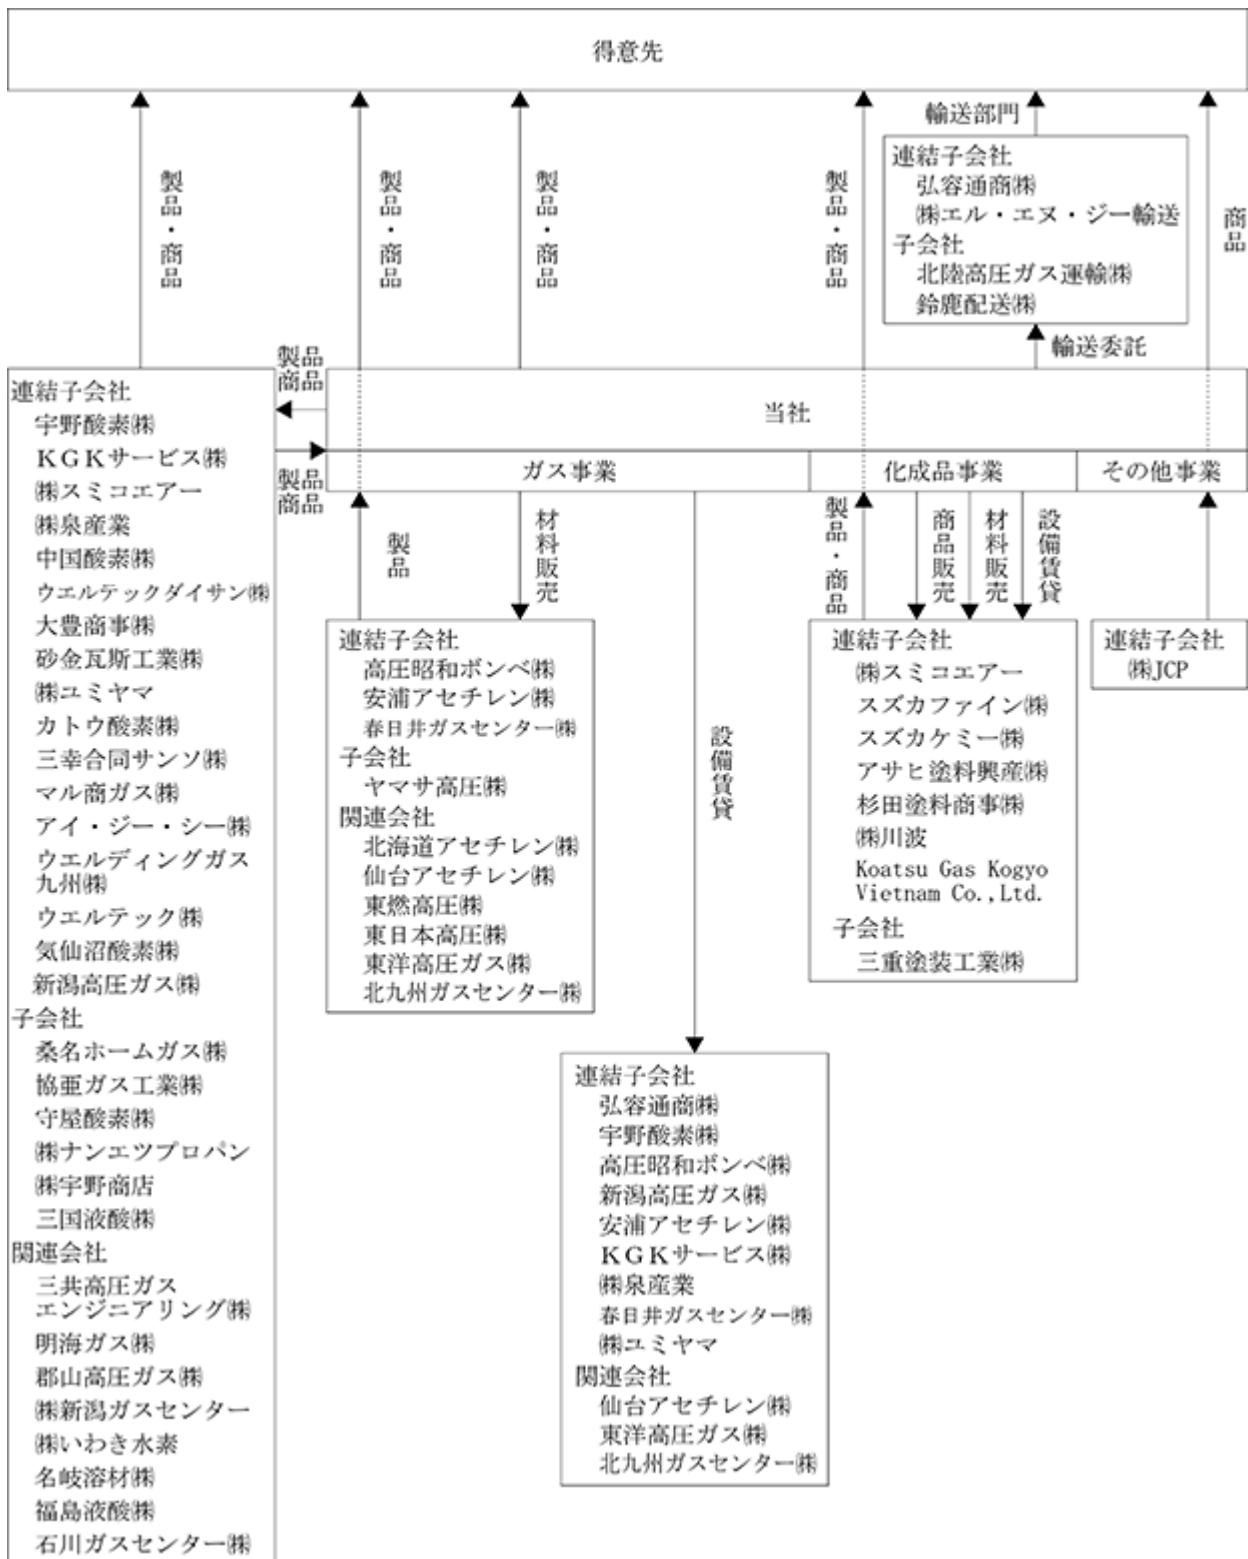 得意先
製品・商品
製品・商品
製品・商品
製品・商品
輸送部門
連結子会社
弘容通商㈱
㈱エル・エヌ・ジー輸送
子会社
北陸高圧ガス運輸㈱
鈴鹿配送㈱
輸送委託
商品
製品
商品
製品
商品
当社
ガス事業
化成品事業
その他事業
連結子会社
宇野酸素㈱
ＫＧＫサービス㈱
㈱スミコエアー
㈱泉産業
中国酸素㈱
ウエルテックダイサン㈱
大豊商事㈱
砂金瓦斯工業㈱
㈱ユミヤマ
カトウ酸素㈱
三幸合同サンソ㈱
マル商ガス㈱
アイ・ジー・シー㈱
ウエルディングガス
九州㈱
ウエルテック㈱
気仙沼酸素㈱
新潟高圧ガス㈱
子会社
桑名ホームガス㈱
協亜ガス工業㈱
守屋酸素㈱
㈱ナンエツプロパン
㈱宇野商店
三国液酸㈱
関連会社
三共高圧ガス
エンジニアリング㈱
明海ガス㈱
郡山高圧ガス㈱
㈱新潟ガスセンター
㈱いわき水素
名岐溶材㈱
福島液酸㈱
石川ガスセンター㈱
製品
材料販売
連結子会社
高圧昭和ボンベ㈱
安浦アセチレン㈱
春日井ガスセンター㈱
子会社
ヤマサ高圧㈱
関連会社
北海道アセチレン㈱
仙台アセチレン㈱
東燃高圧㈱
東日本高圧㈱
東洋高圧ガス㈱
北九州ガスセンター㈱
設備賃貸
連結子会社
弘容通商㈱
宇野酸素㈱
高圧昭和ボンベ㈱
新潟高圧ガス㈱
安浦アセチレン㈱
ＫＧＫサービス㈱
㈱泉産業
春日井ガスセンター㈱
㈱ユミヤマ
関連会社
仙台アセチレン㈱
東洋高圧ガス㈱
北九州ガスセンター㈱
製品・商品
商品販売
材料販売
設備賃貸
連結子会社
㈱スミコエアー
スズカファイン㈱
スズカケミー㈱
アサヒ塗料興産㈱
杉田塗料商事㈱
㈱川波
Koatsu Gas Kogyo
Vietnam Co.,Ltd.
子会社
三重塗装工業㈱
連結子会社
㈱JCP